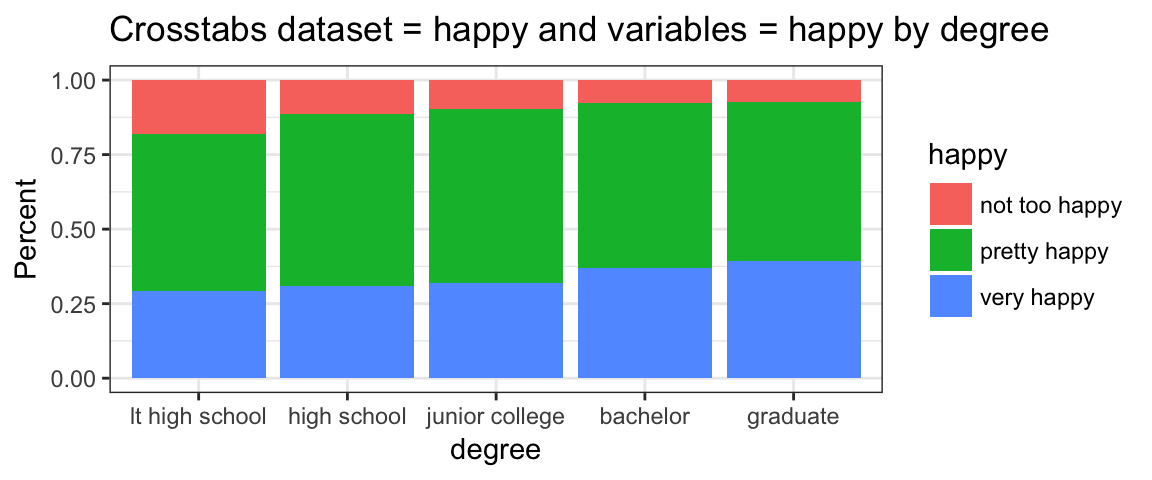 Crosstabs dataset = happy and variables = happy by degree
Percent
1.00
0.75
0.50
0.25
0.00
lt high school
high school
junior college
bachelor
graduate
degree
happy
not too happy
pretty happy
very happy